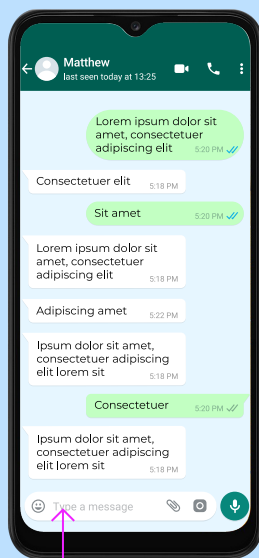 Matthew
last seen today at 13:25
Lorem ipsum dolor sit
amet, consectetuer
adipiscing elit 5:20 PM
Consectetuer elit 5:18 PM
Sit amet 5:20 PM
Lorem ipsum dolor sit
amet, consectetuer
adipiscing elit 5:18 PM
Adipiscing amet 5:22 PM
Ipsum dolor sit amet,
consectetuer adipiscing
elit lorem sit 5:18 PM
Consectetuer 5:20 PM
Ipsum dolor sit amet,
consectetuer adipiscing
elit lorem sit 5:18 PM
Type a message